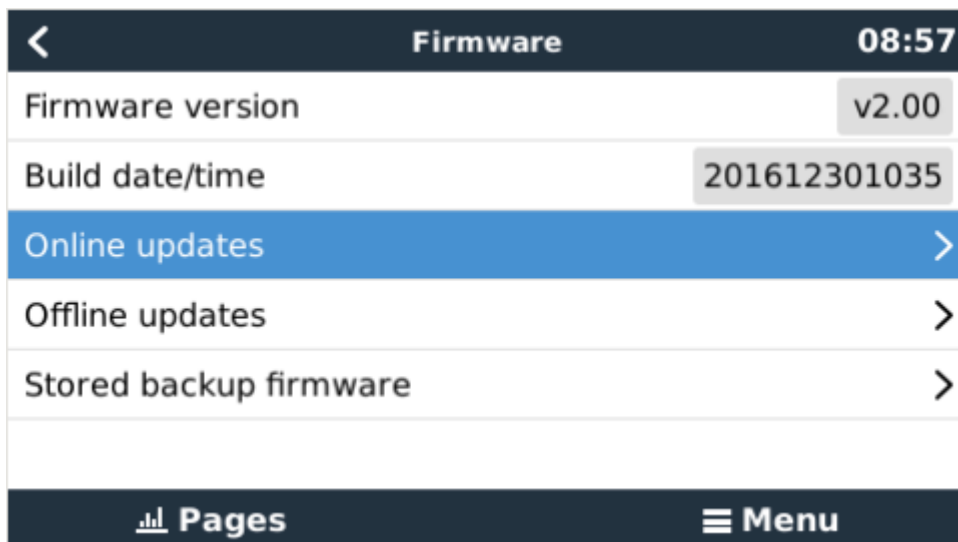 Firmware 08:57
Firmware version v2.00
Build date/time 201612301035
Online updates
Offline updates
Stored backup firmware
Pages Menu